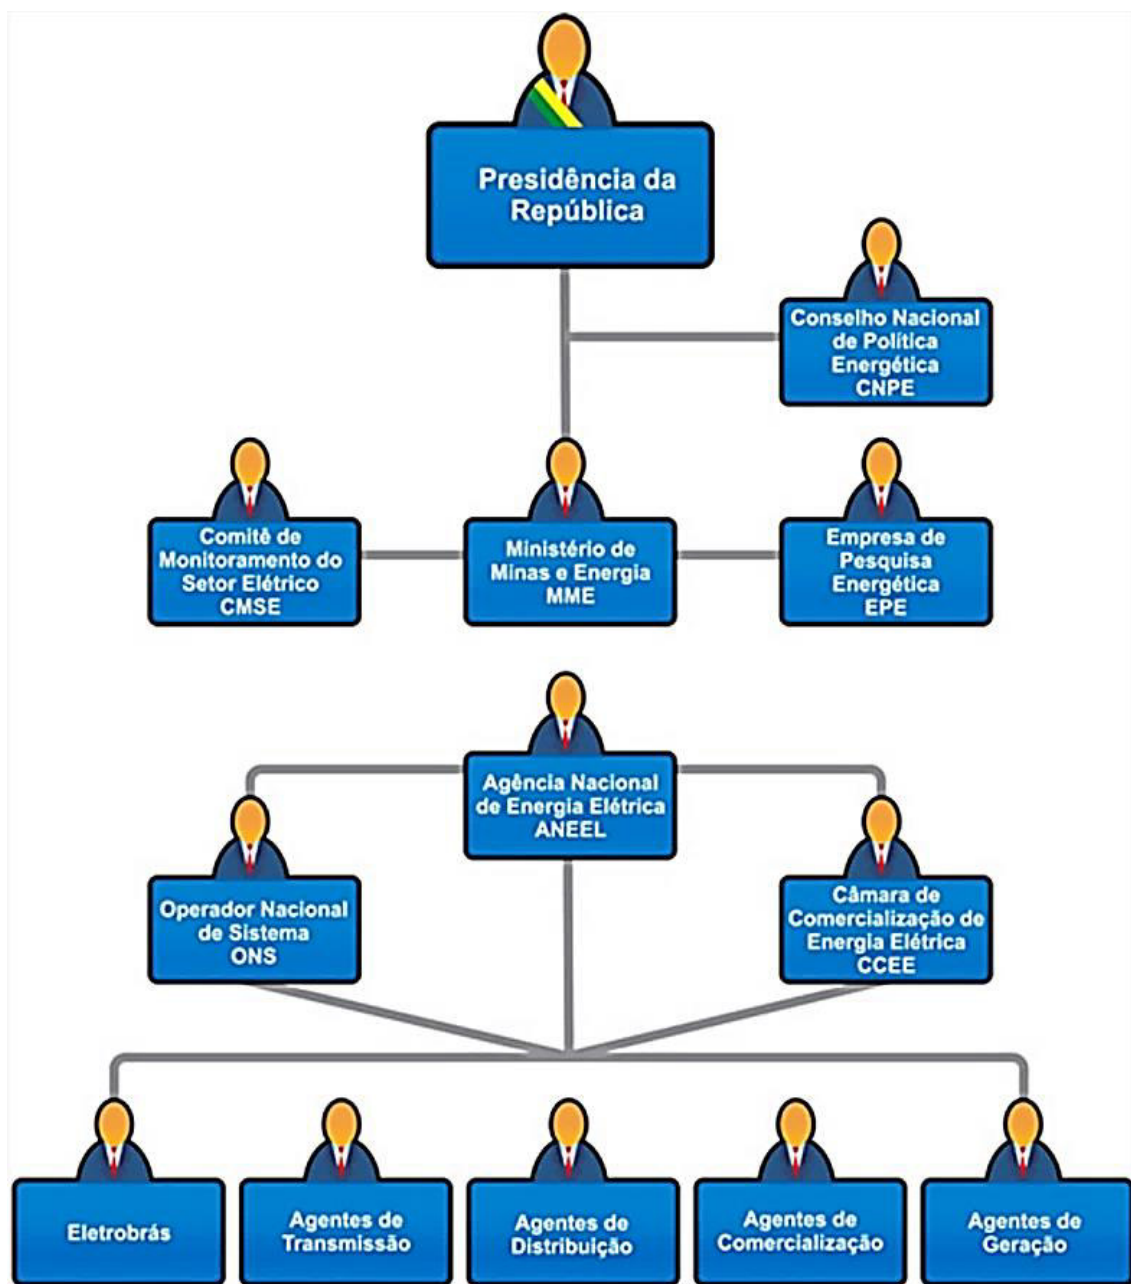 Presidência da
República
Conselho Nacional
de Política
Energética
CNPE
Comitê de
Monitoramento do
Setor Elétrico
CMSE
Ministério de
Minas e Energia
MME
Empresa de
Pesquisa
Energética
EPE
Agência Nacional
de Energia Elétrica
ANEEL
Operador Nacional
de Sistema
ONS
Câmara de
Comercialização de
Energia Elétrica
CCEE
Eletrobrás
Agentes de
Transmissão
Agentes de
Distribuição
Agentes de
Comercialização
Agentes de
Geração